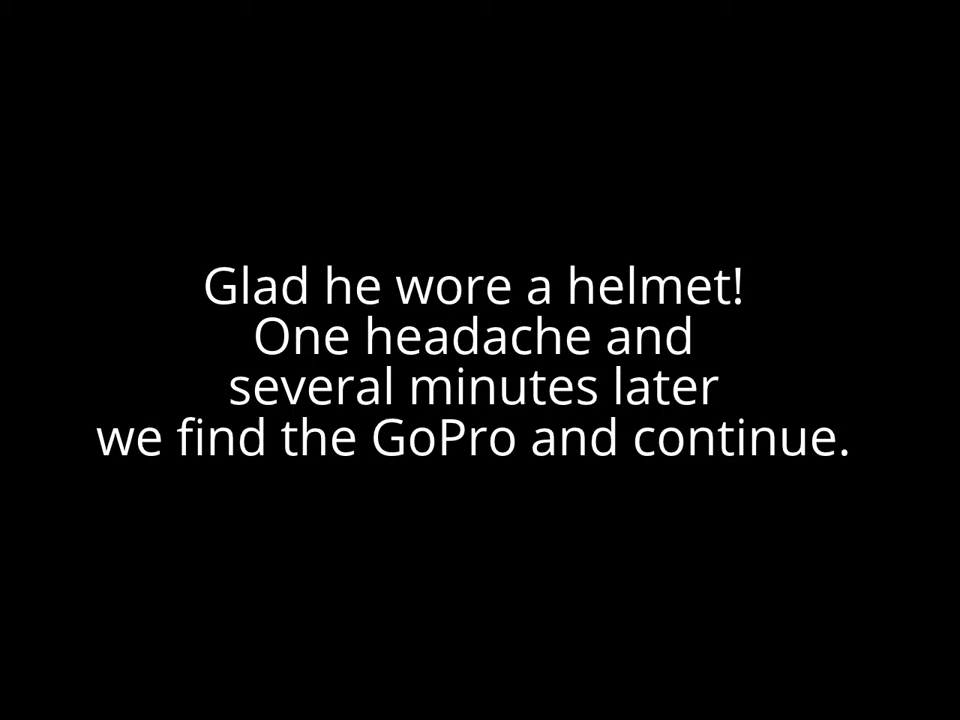 Glad he wore a helmet!
One headache and
several minutes later
we find the GoPro and continue.